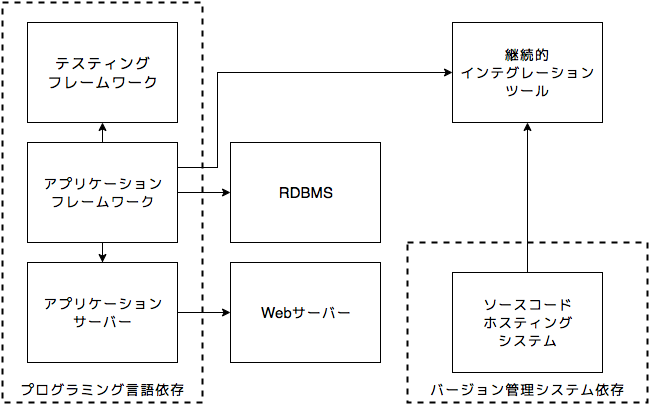 テスティング
フレームワーク
継続的
インテグレーション
ツール
アプリケーション
フレームワーク
RDBMS
アプリケーション
サーバー
Webサーバー
ソースコード
ホスティング
システム
プログラミング言語依存
バージョン管理システム依存